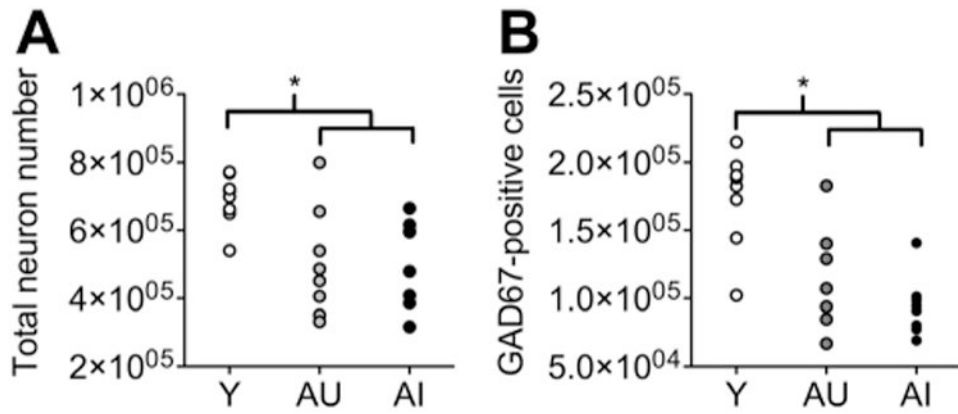 A
Total neuron number
*
1×10⁰⁶
8×10⁰⁵
6×10⁰⁵
4×10⁰⁵
2×10⁰⁵
Y AU AI
B
GAD67-positive cells
*
2.5×10⁰⁵
2.0×10⁰⁵
1.5×10⁰⁵
1.0×10⁰⁵
5.0×10⁰⁴
Y AU AI